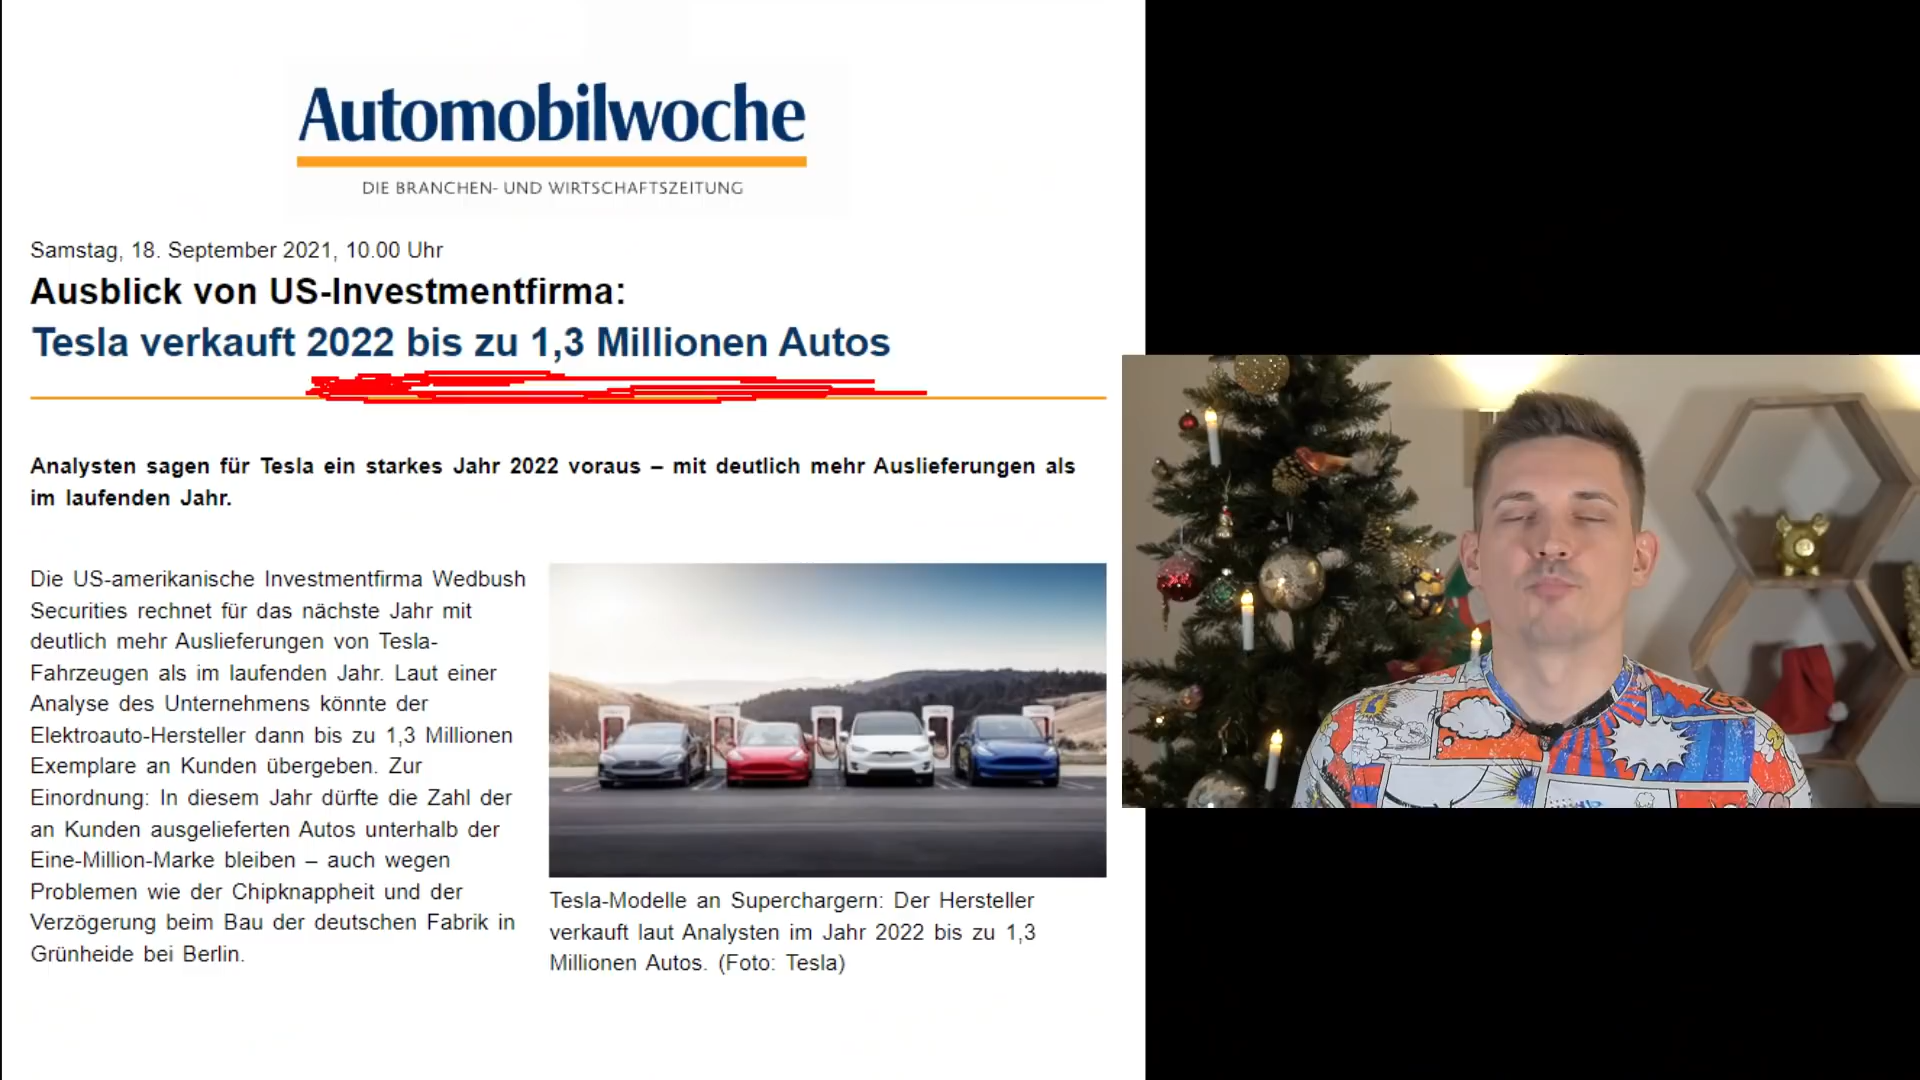 Automobilwoche
DIE BRANCHEN- UND WIRTSCHAFTSZEITUNG
Samstag, 18. September 2021, 10.00 Uhr
Ausblick von US-Investmentfirma:
Tesla verkauft 2022 bis zu 1,3 Millionen Autos
Analysten sagen für Tesla ein starkes Jahr 2022 voraus – mit deutlich mehr Auslieferungen als
im laufenden Jahr.
Die US-amerikanische Investmentfirma Wedbush
Securities rechnet für das nächste Jahr mit
deutlich mehr Auslieferungen von Tesla-
Fahrzeugen als im laufenden Jahr. Laut einer
Analyse des Unternehmens könnte der
Elektroauto-Hersteller dann bis zu 1,3 Millionen
Exemplare an Kunden übergeben. Zur
Einordnung: In diesem Jahr dürfte die Zahl der
an Kunden ausgelieferten Autos unterhalb der
Eine-Million-Marke bleiben – auch wegen
Problemen wie der Chipknappheit und der
Verzögerung beim Bau der deutschen Fabrik in
Grünheide bei Berlin.
Tesla-Modelle an Superchargern: Der Hersteller
verkauft laut Analysten im Jahr 2022 bis zu 1,3
Millionen Autos. (Foto: Tesla)